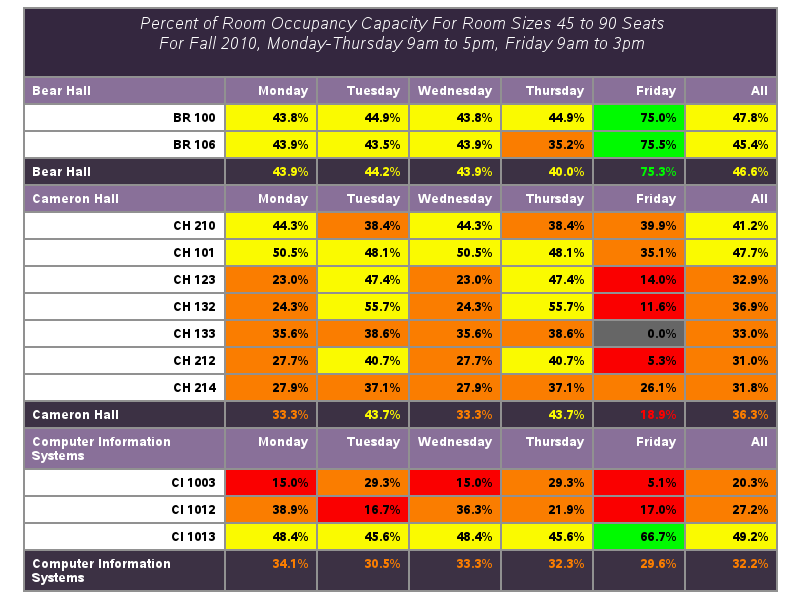 Percent of Room Occupancy Capacity For Room Sizes 45 to 90 Seats
For Fall 2010, Monday-Thursday 9am to 5pm, Friday 9am to 3pm
Bear Hall Monday Tuesday Wednesday Thursday Friday All
BR 100 43.8% 44.9% 43.8% 44.9% 75.0% 47.8%
BR 106 43.9% 43.5% 43.9% 35.2% 75.5% 45.4%
Bear Hall 43.9% 44.2% 43.9% 40.0% 75.3% 46.6%
Cameron Hall Monday Tuesday Wednesday Thursday Friday All
CH 210 44.3% 38.4% 44.3% 38.4% 39.9% 41.2%
CH 101 50.5% 48.1% 50.5% 48.1% 35.1% 47.7%
CH 123 23.0% 47.4% 23.0% 47.4% 14.0% 32.9%
CH 132 24.3% 55.7% 24.3% 55.7% 11.6% 36.9%
CH 133 35.6% 38.6% 35.6% 38.6% 0.0% 33.0%
CH 212 27.7% 40.7% 27.7% 40.7% 5.3% 31.0%
CH 214 27.9% 37.1% 27.9% 37.1% 26.1% 31.8%
Cameron Hall 33.3% 43.7% 33.3% 43.7% 18.9% 36.3%
Computer Information Monday Tuesday Wednesday Thursday Friday All
Systems
CI 1003 15.0% 29.3% 15.0% 29.3% 5.1% 20.3%
CI 1012 38.9% 16.7% 36.3% 21.9% 17.0% 27.2%
CI 1013 48.4% 45.6% 48.4% 45.6% 66.7% 49.2%
Computer Information 34.1% 30.5% 33.3% 32.3% 29.6% 32.2%
Systems